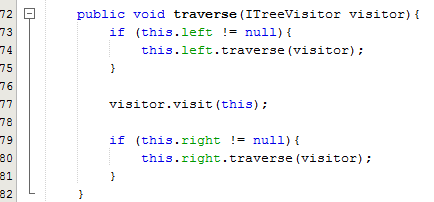 72 public void traverse(ITreeVisitor visitor){
73 if (this.left != null){
74 this.left.traverse(visitor);
75 }
76
77 visitor.visit(this);
78
79 if (this.right != null){
80 this.right.traverse(visitor);
81 }
82 }